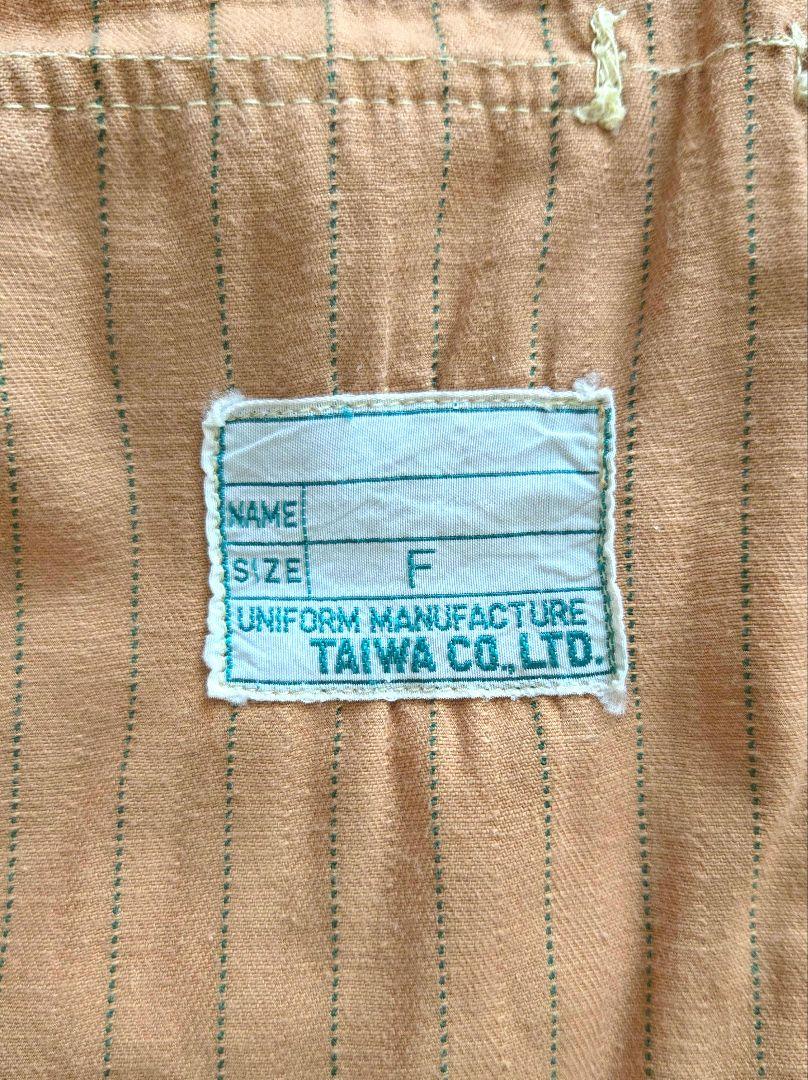 NAME
SIZE F
UNIFORM MANUFACTURE
TAIWA CO., LTD.